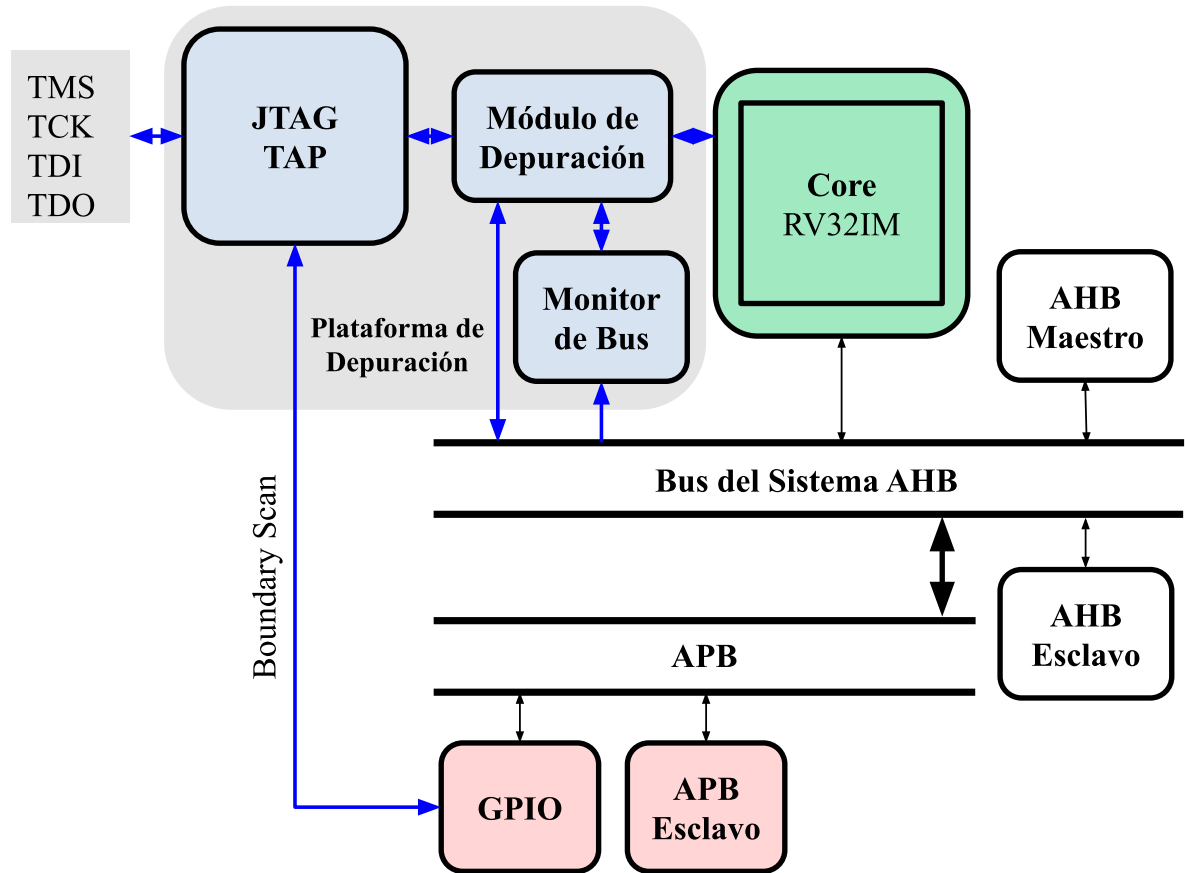 TMS
TCK
TDI
TDO
JTAG
TAP
Módulo de
Depuración
Core
RV32IM
Monitor
de Bus
Plataforma de
Depuración
AHB
Maestro
Bus del Sistema AHB
Boundary Scan
APB
AHB
Esclavo
GPIO
APB
Esclavo